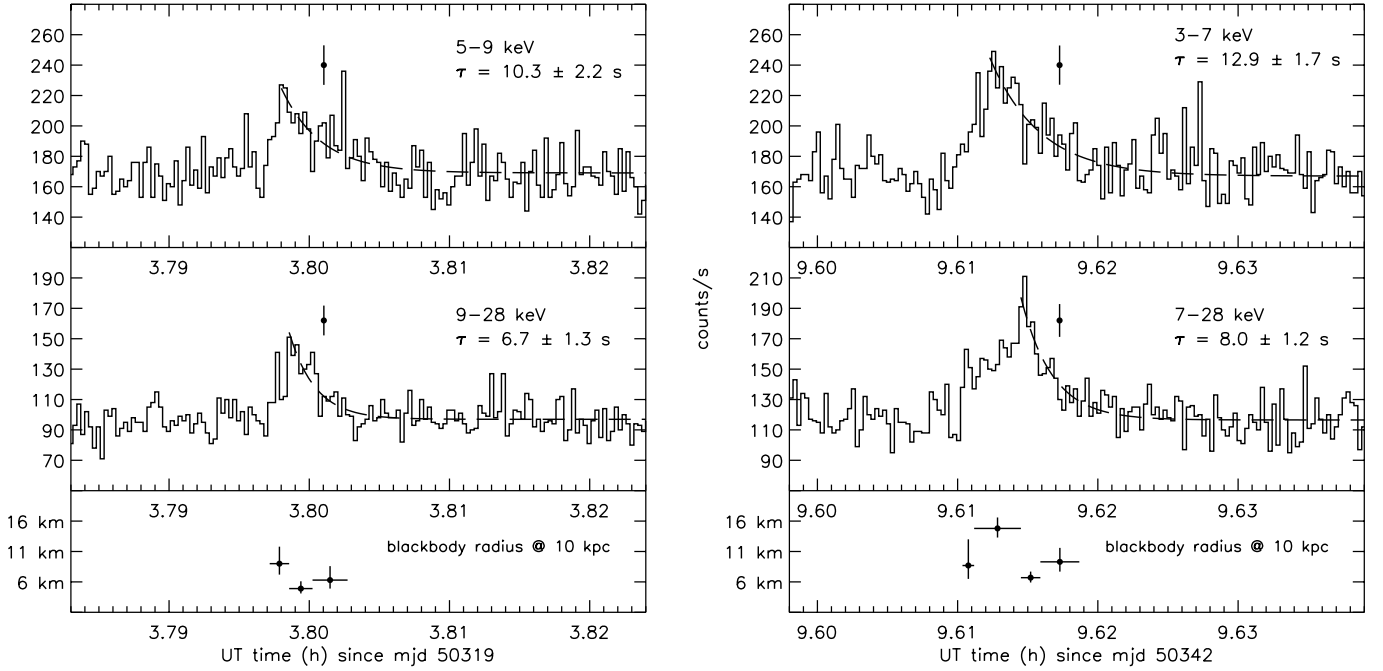 260
240
220
200
180
160
140
5–9 keV
τ = 10.3 ± 2.2 s
3.79
3.80
3.81
3.82
190
170
150
130
110
90
70
9–28 keV
τ = 6.7 ± 1.3 s
3.79
3.80
3.81
3.82
16 km
11 km
6 km
blackbody radius @ 10 kpc
3.79
3.80
3.81
3.82
UT time (h) since mjd 50319
counts/s
260
240
220
200
180
160
140
3–7 keV
τ = 12.9 ± 1.7 s
9.60
9.61
9.62
9.63
210
190
170
150
130
110
90
7–28 keV
τ = 8.0 ± 1.2 s
9.60
9.61
9.62
9.63
16 km
11 km
6 km
blackbody radius @ 10 kpc
9.60
9.61
9.62
9.63
UT time (h) since mjd 50342